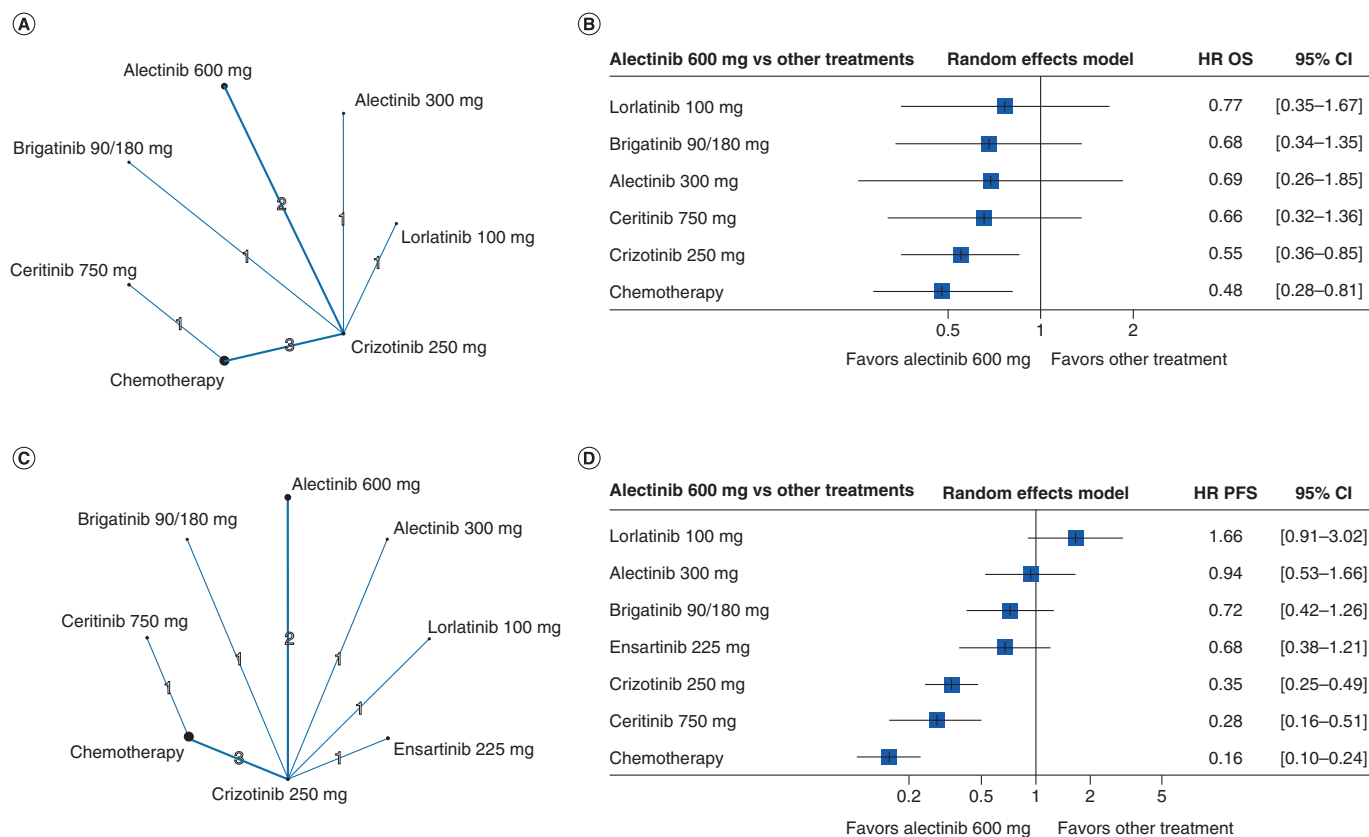 A
Alectinib 600 mg
Alectinib 300 mg
Brigatinib 90/180 mg
2
1
Lorlatinib 100 mg
1
1
Ceritinib 750 mg
1
3
Crizotinib 250 mg
Chemotherapy
B
Alectinib 600 mg vs other treatments Random effects model HR OS 95% CI
Lorlatinib 100 mg 0.77 [0.35–1.67]
Brigatinib 90/180 mg 0.68 [0.34–1.35]
Alectinib 300 mg 0.69 [0.26–1.85]
Ceritinib 750 mg 0.66 [0.32–1.36]
Crizotinib 250 mg 0.55 [0.36–0.85]
Chemotherapy 0.48 [0.28–0.81]
0.5 1 2
Favors alectinib 600 mg Favors other treatment
C
Alectinib 600 mg
Brigatinib 90/180 mg
Alectinib 300 mg
Ceritinib 750 mg
Lorlatinib 100 mg
2
1
1
1
1
Chemotherapy
Ensartinib 225 mg
3
1
Crizotinib 250 mg
D
Alectinib 600 mg vs other treatments Random effects model HR PFS 95% CI
Lorlatinib 100 mg 1.66 [0.91–3.02]
Alectinib 300 mg 0.94 [0.53–1.66]
Brigatinib 90/180 mg 0.72 [0.42–1.26]
Ensartinib 225 mg 0.68 [0.38–1.21]
Crizotinib 250 mg 0.35 [0.25–0.49]
Ceritinib 750 mg 0.28 [0.16–0.51]
Chemotherapy 0.16 [0.10–0.24]
0.2 0.5 1 2 5
Favors alectinib 600 mg Favors other treatment